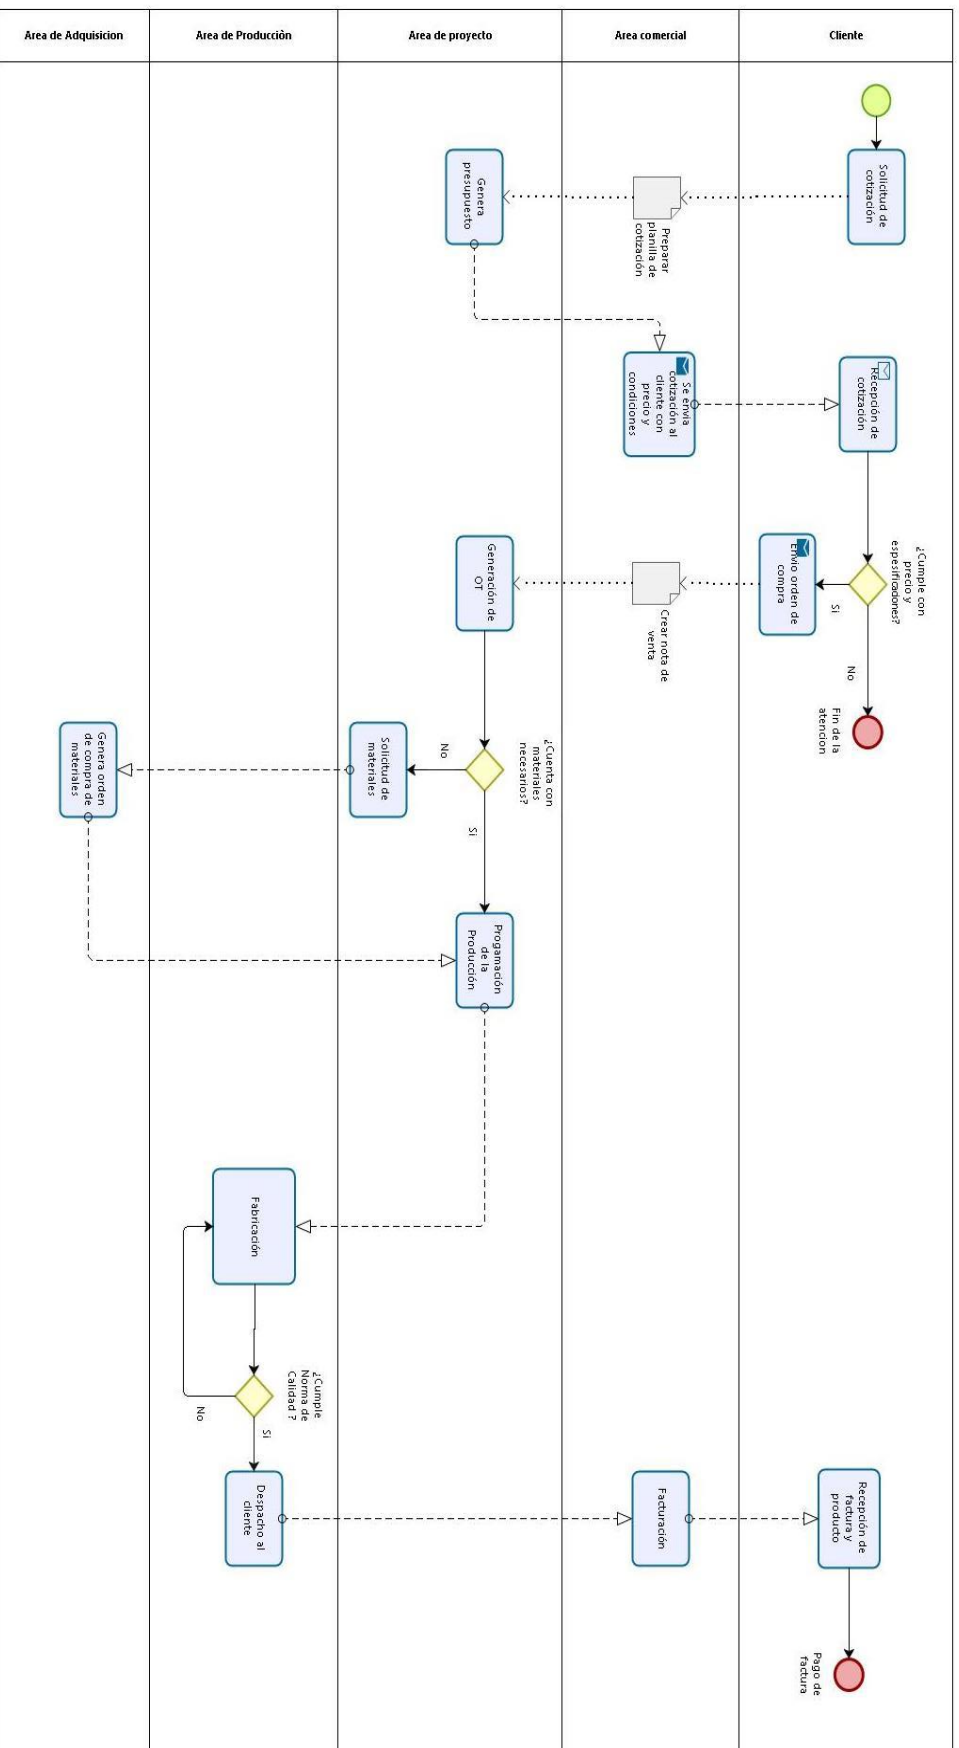 Area de Adquisicion
Area de Producciòn
Area de proyecto
Area comercial
Cliente
Solicitud de
cotización
Preparar
planilla de
cotización
Genera
presupuesto
Se envia
cotización al
cliente con
precio y
condiciones
Recepción de
cotización
¿Cumple con
precio y
espesificaciones?
Si
No
Fin de la
atencion
Envio orden de
compra
Crear nota de
venta
Generación de
OT
¿Cuenta con
materiales
necesarios?
No
Si
Solicitud de
materiales
Genera orden
de compra de
materiales
Progamación
de la
Producción
Fabricación
¿Cumple
Norma de
Calidad ?
No
Si
Despacho al
cliente
Facturación
Recepción de
factura y
producto
Pago de
factura